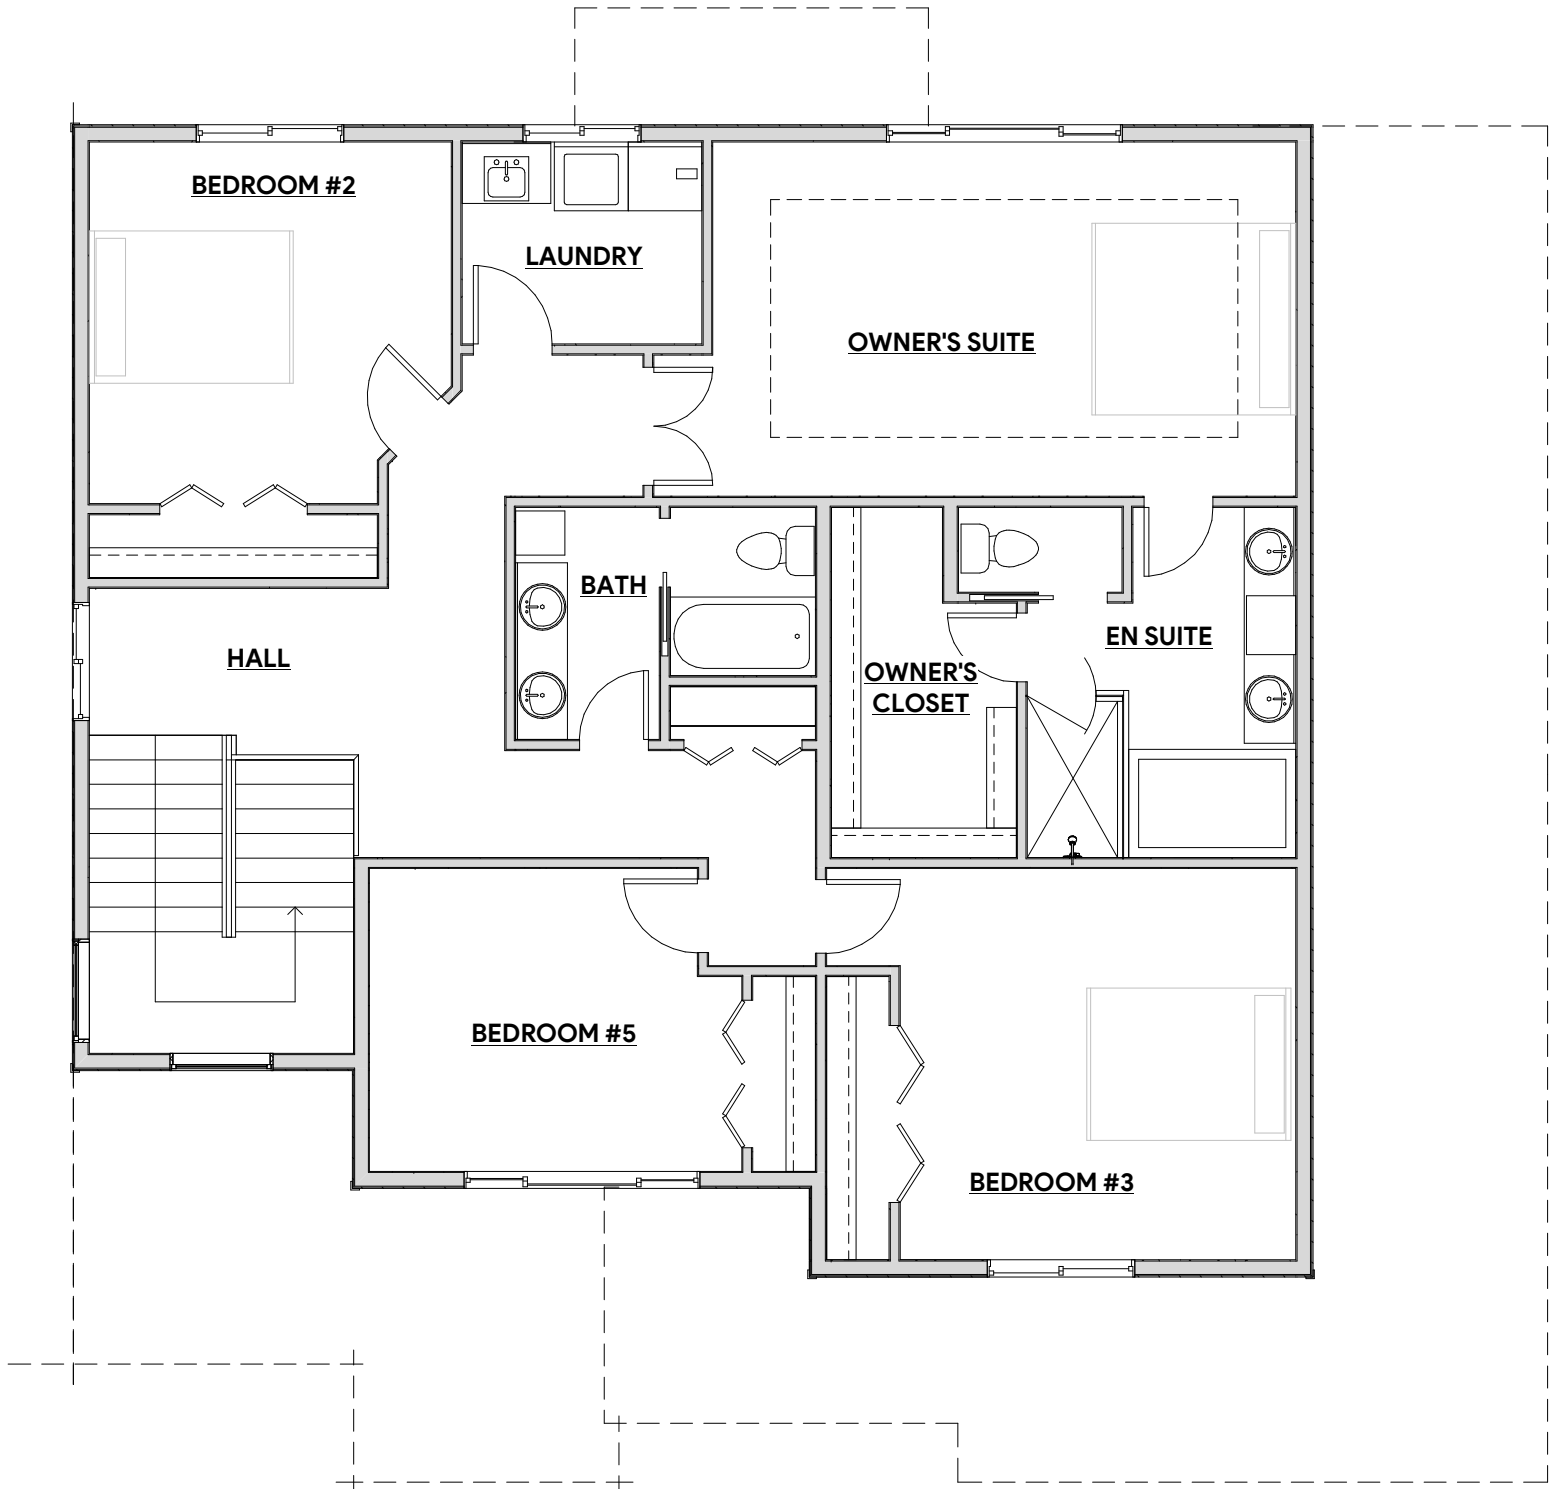 BEDROOM #2
LAUNDRY
OWNER'S SUITE
BATH
EN SUITE
HALL
OWNER'S
CLOSET
BEDROOM #5
BEDROOM #3